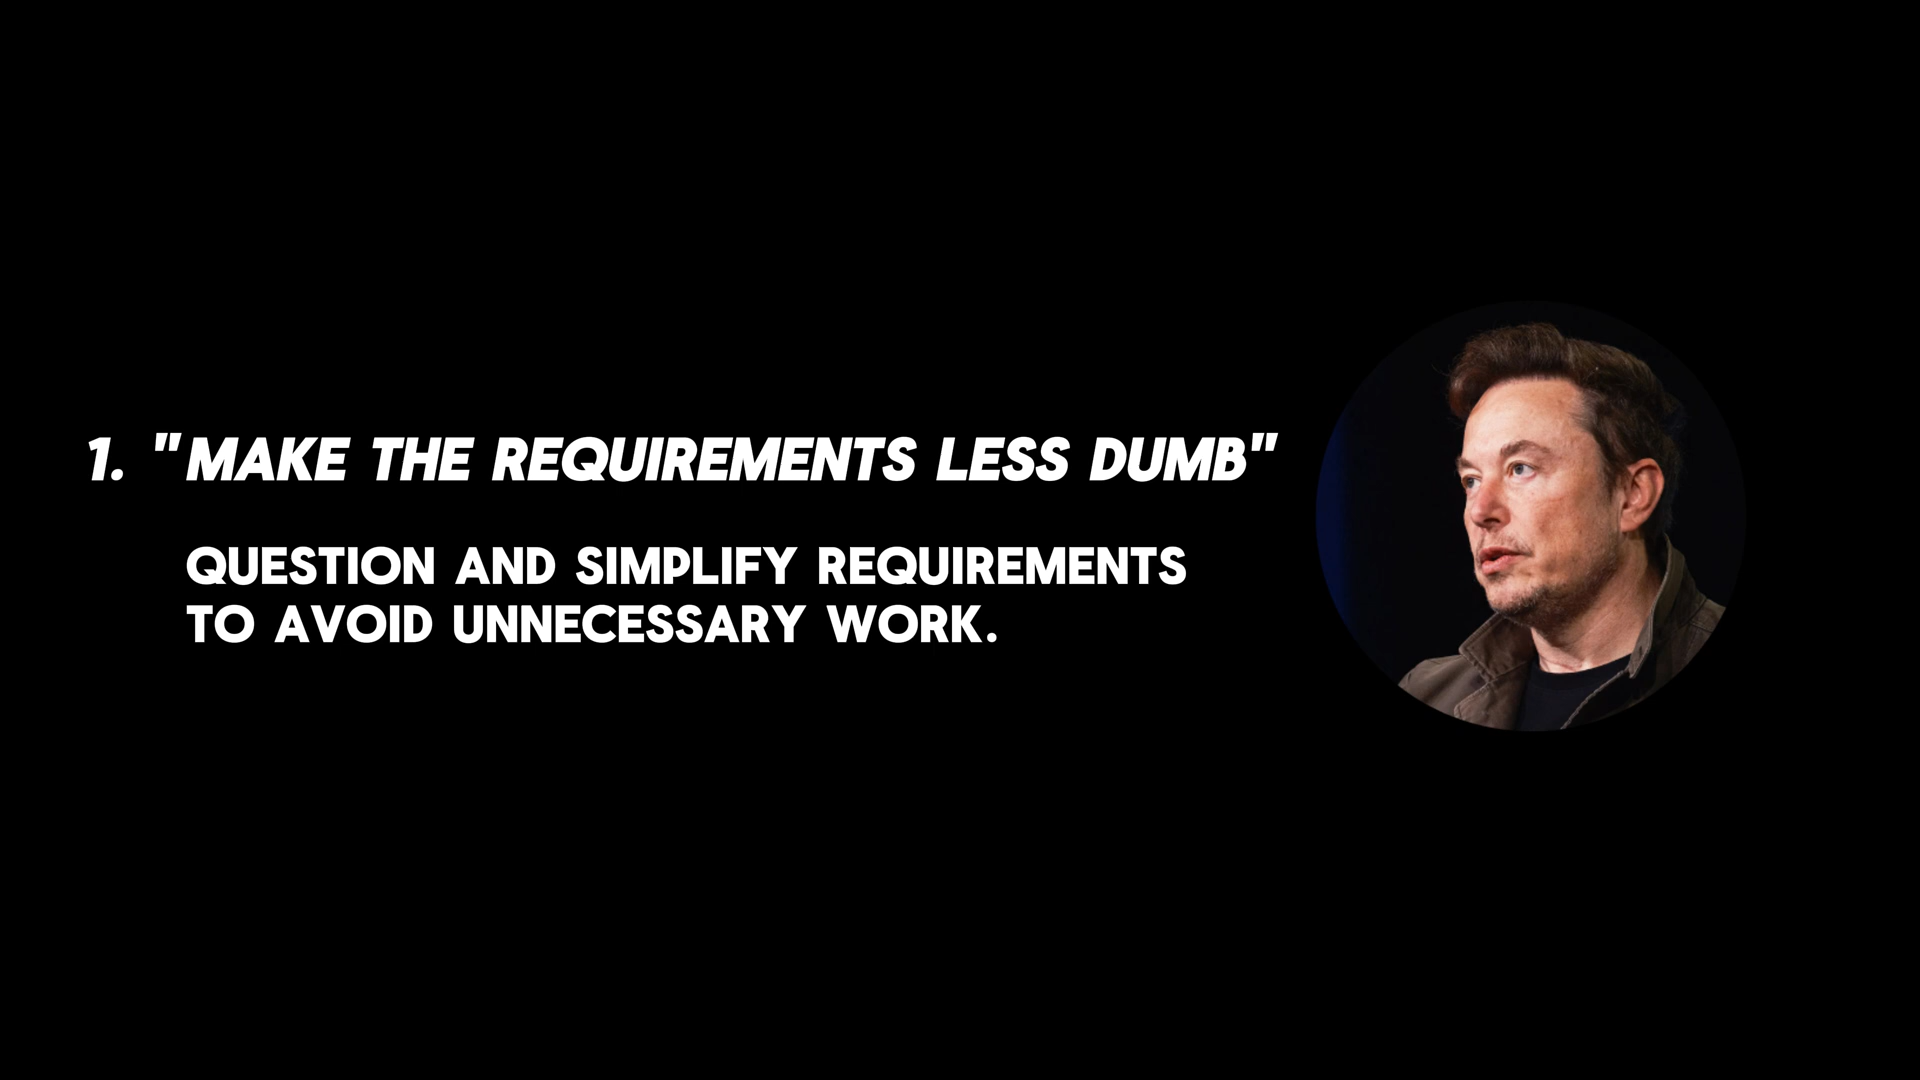 1. "MAKE THE REQUIREMENTS LESS DUMB"
QUESTION AND SIMPLIFY REQUIREMENTS
TO AVOID UNNECESSARY WORK.